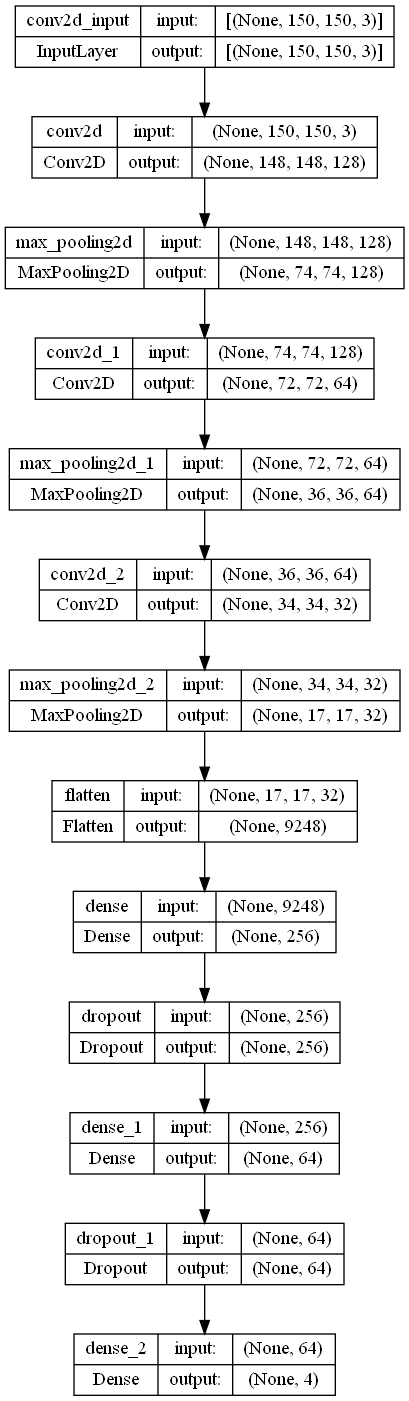 conv2d_input input: [(None, 150, 150, 3)]
InputLayer output: [(None, 150, 150, 3)]
conv2d input: (None, 150, 150, 3)
Conv2D output: (None, 148, 148, 128)
max_pooling2d input: (None, 148, 148, 128)
MaxPooling2D output: (None, 74, 74, 128)
conv2d_1 input: (None, 74, 74, 128)
Conv2D output: (None, 72, 72, 64)
max_pooling2d_1 input: (None, 72, 72, 64)
MaxPooling2D output: (None, 36, 36, 64)
conv2d_2 input: (None, 36, 36, 64)
Conv2D output: (None, 34, 34, 32)
max_pooling2d_2 input: (None, 34, 34, 32)
MaxPooling2D output: (None, 17, 17, 32)
flatten input: (None, 17, 17, 32)
Flatten output: (None, 9248)
dense input: (None, 9248)
Dense output: (None, 256)
dropout input: (None, 256)
Dropout output: (None, 256)
dense_1 input: (None, 256)
Dense output: (None, 64)
dropout_1 input: (None, 64)
Dropout output: (None, 64)
dense_2 input: (None, 64)
Dense output: (None, 4)